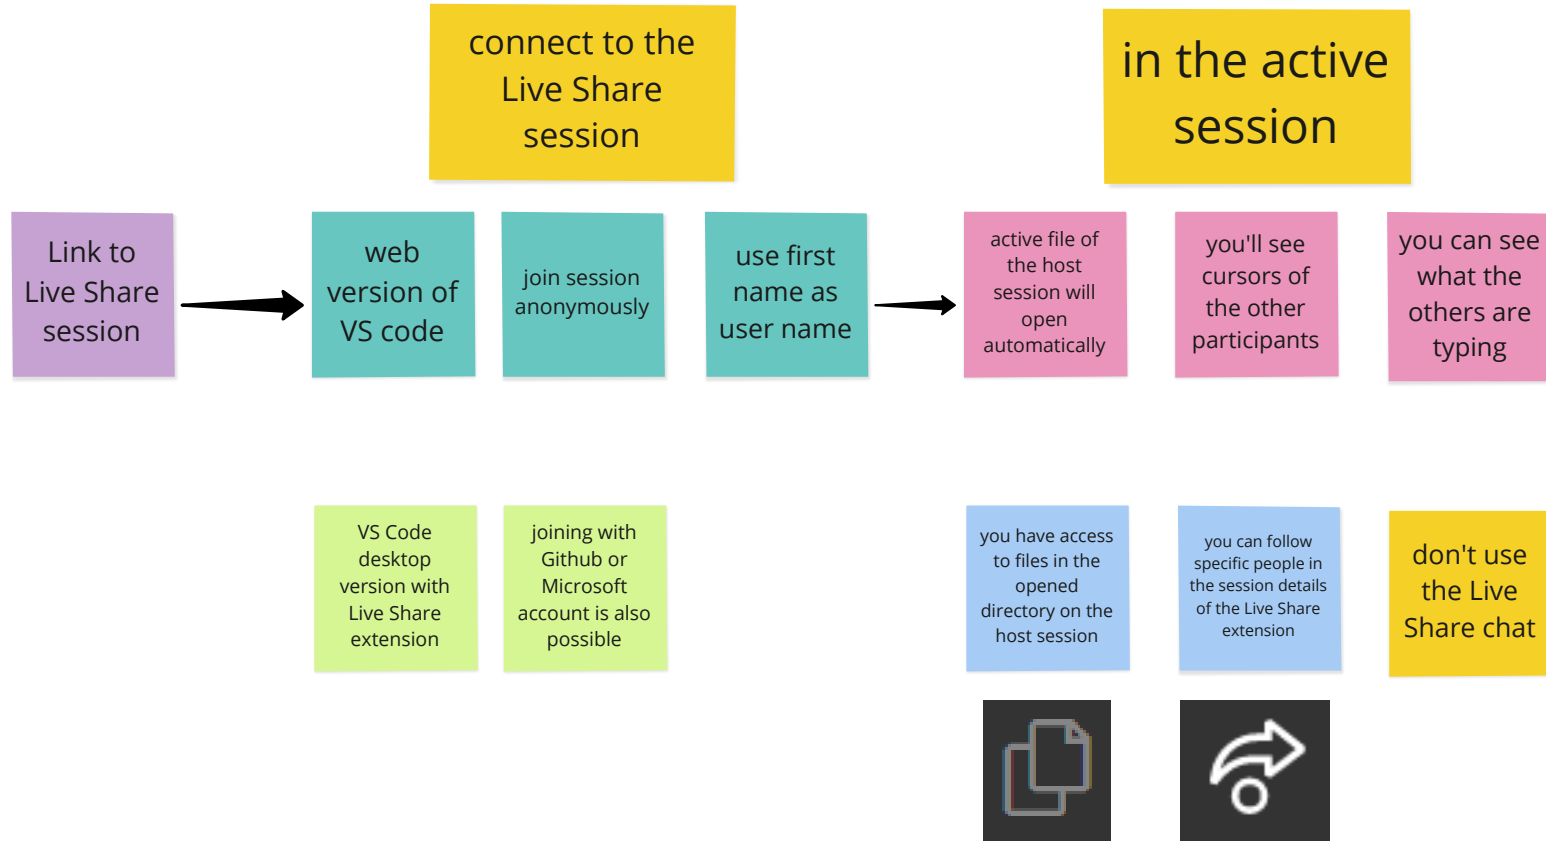 connect to the
Live Share
session
in the active
session
Link to
Live Share
session
web
version of
VS code
join session
anonymously
use first
name as
user name
active file of
the host
session will
open
automatically
you'll see
cursors of
the other
participants
you can see
what the
others are
typing
VS Code
desktop
version with
Live Share
extension
joining with
Github or
Microsoft
account is also
possible
you have access
to files in the
opened
directory on the
host session
you can follow
specific people in
the session details
of the Live Share
extension
don't use
the Live
Share chat